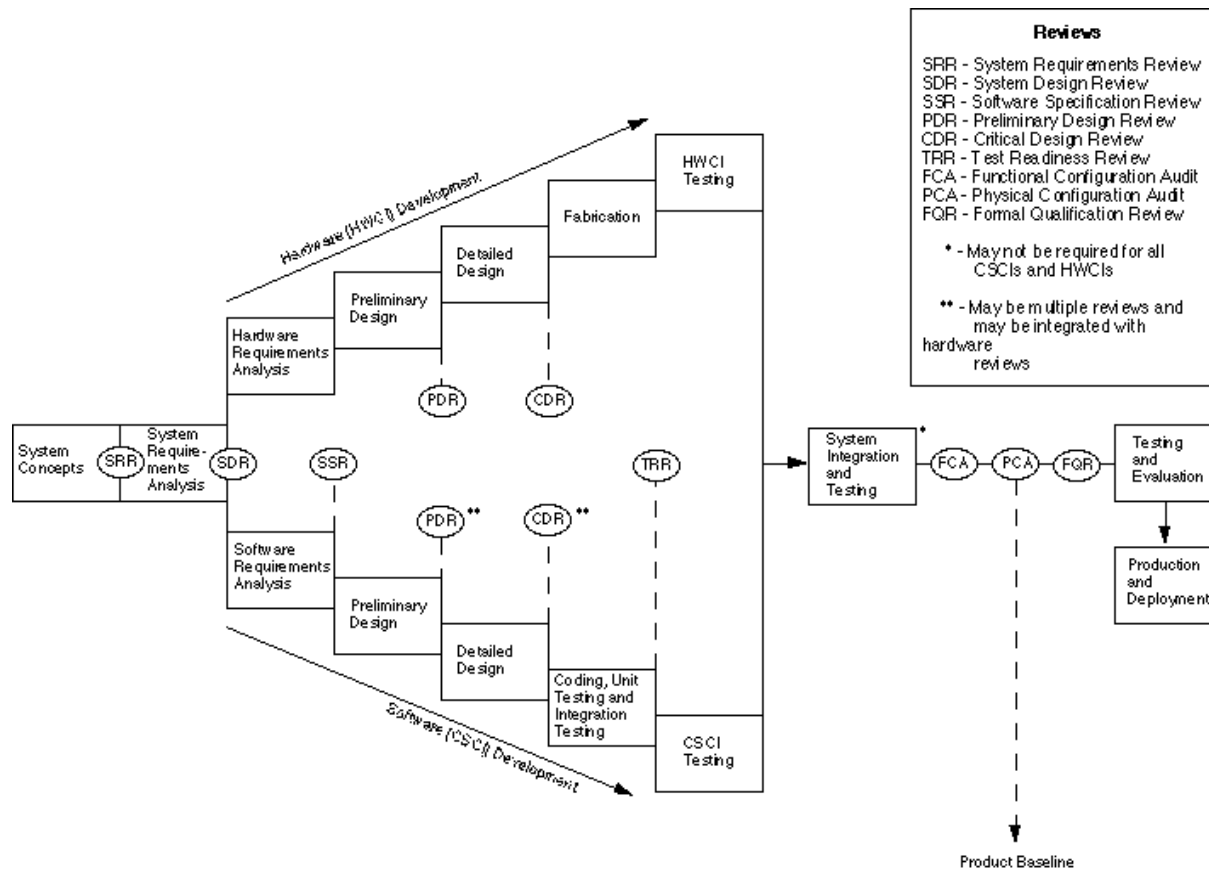 Reviews
SRR - System Requirements Review
SDR - System Design Review
SSR - Software Specification Review
PDR - Preliminary Design Review
CDR - Critical Design Review
TRR - Test Readiness Review
FCA - Functional Configuration Audit
PCA - Physical Configuration Audit
FQR - Formal Qualification Review
* - May not be required for all
CSCIs and HWCIs
** - May be multiple reviews and
may be integrated with
hardware
reviews
Hardware (HWCI) Development
HWCI
Testing
Fabrication
Detailed
Design
Preliminary
Design
Hardware
Requirements
Analysis
PDR
CDR
System
Concepts
SRR
System
Require-
ments
Analysis
SDR
SSR
TRR
PDR **
CDR **
System
Integration
and
Testing
*
FCA
PCA
FQR
Testing
and
Evaluation
Production
and
Deployment
Software
Requirements
Analysis
Preliminary
Design
Detailed
Design
Coding, Unit
Testing and
Integration
Testing
CSCI
Testing
Software (CSCI) Development
Product Baseline